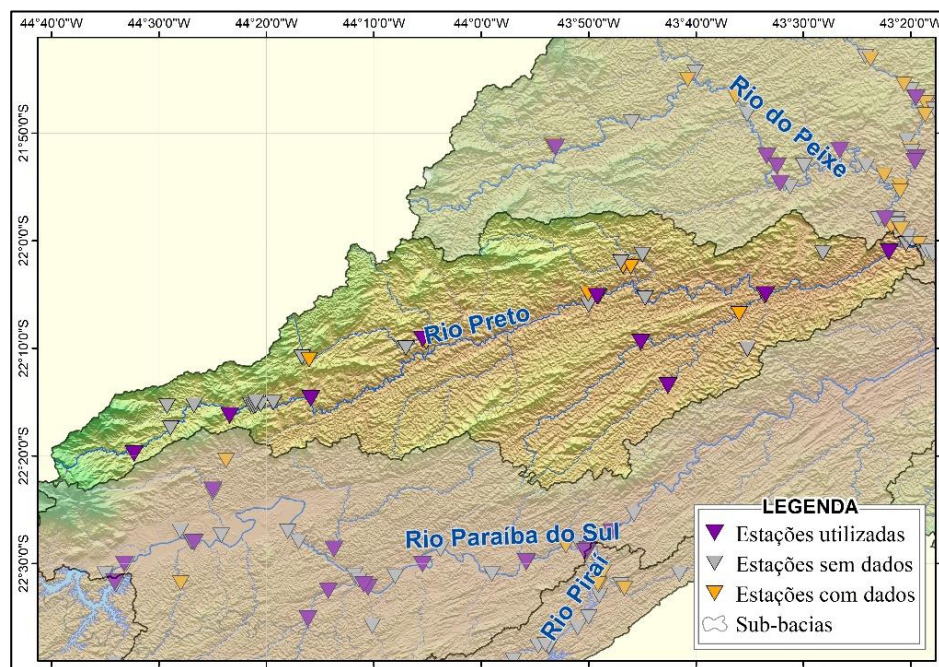 44°40'0"W 44°30'0"W 44°20'0"W 44°10'0"W 44°0'0"W 43°50'0"W 43°40'0"W 43°30'0"W 43°20'0"W
21°50'0"S
22°0'0"S
22°10'0"S
22°20'0"S
22°30'0"S
Rio do Peixe
Rio Preto
Rio Paraíba do Sul
Rio Piraí
LEGENDA
Estações utilizadas
Estações sem dados
Estações com dados
Sub-bacias